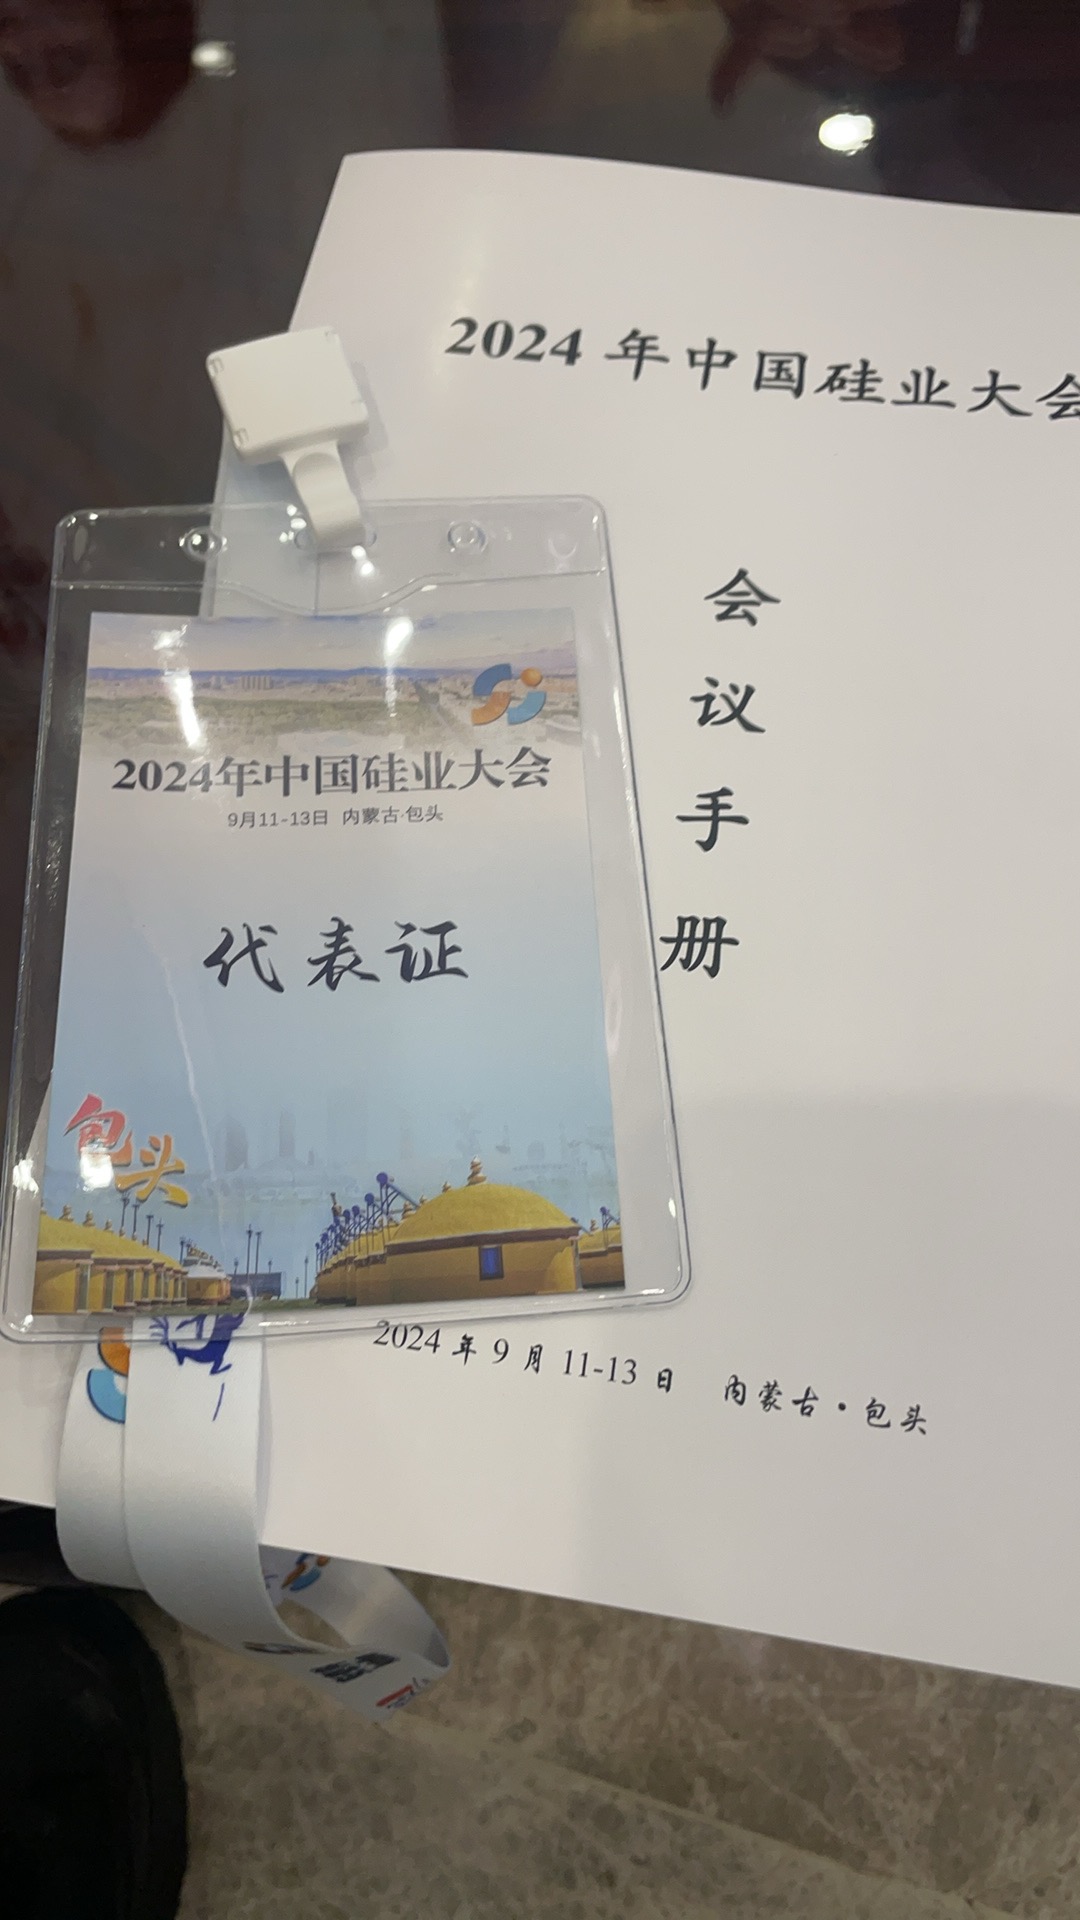 2024 年中国硅业大会
会
议
手
册
2024 年 9 月 11-13 日 内蒙古·包头
2024年中国硅业大会
9月11-13日 内蒙古·包头
代表证
包头